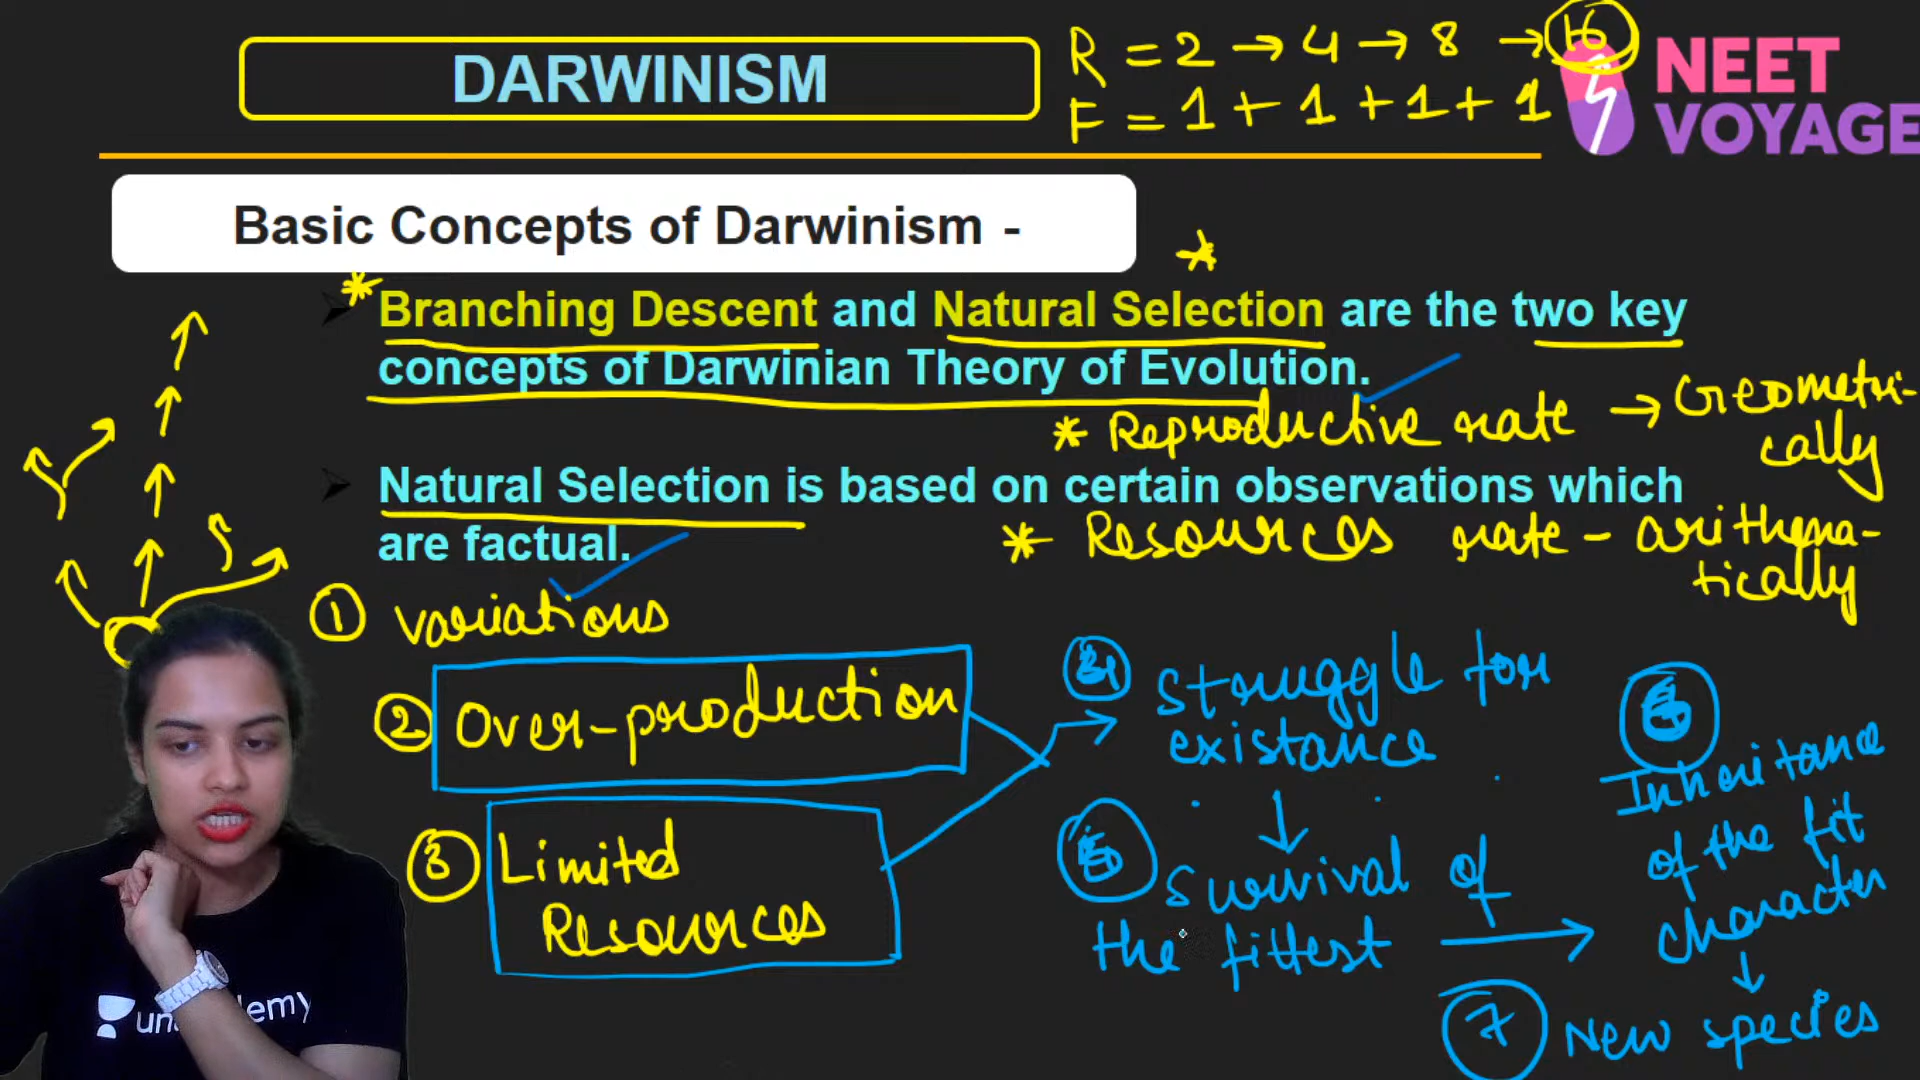 DARWINISM
R = 2 → 4 → 8 → 16
F = 1 + 1 + 1 + 1
NEET
VOYAGE
Basic Concepts of Darwinism -
* Branching Descent and Natural Selection are the two key
concepts of Darwinian Theory of Evolution.
* Reproductive rate → Geometri-
cally
Natural Selection is based on certain observations which
are factual.
* Resources rate - arithema-
tically
1 variations
2 Over-production
3 Limited
Resources
4 Struggle for
existance
5 Survival of
the fittest
6 Inheritance
of the fit
character
7 New species
unacademy